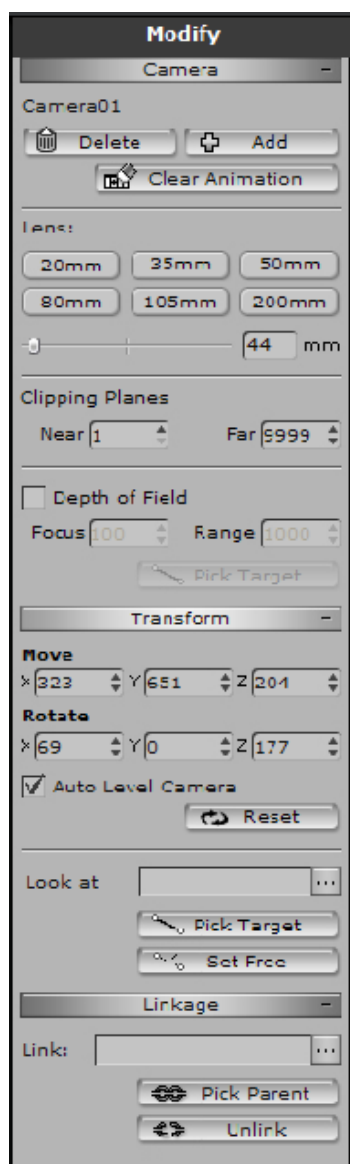 Modify
Camera -
Camera01
Delete Add
Clear Animation
Lens:
20mm 35mm 50mm
80mm 105mm 200mm
44 mm
Clipping Planes
Near 1 Far 9999
Depth of Field
Focus 100 Range 1000
Pick Target
Transform -
Move
X 323 Y 651 Z 204
Rotate
X 69 Y 0 Z 177
Auto Level Camera
Reset
Look at ...
Pick Target
Set Free
Linkage -
Link: ...
Pick Parent
Unlink